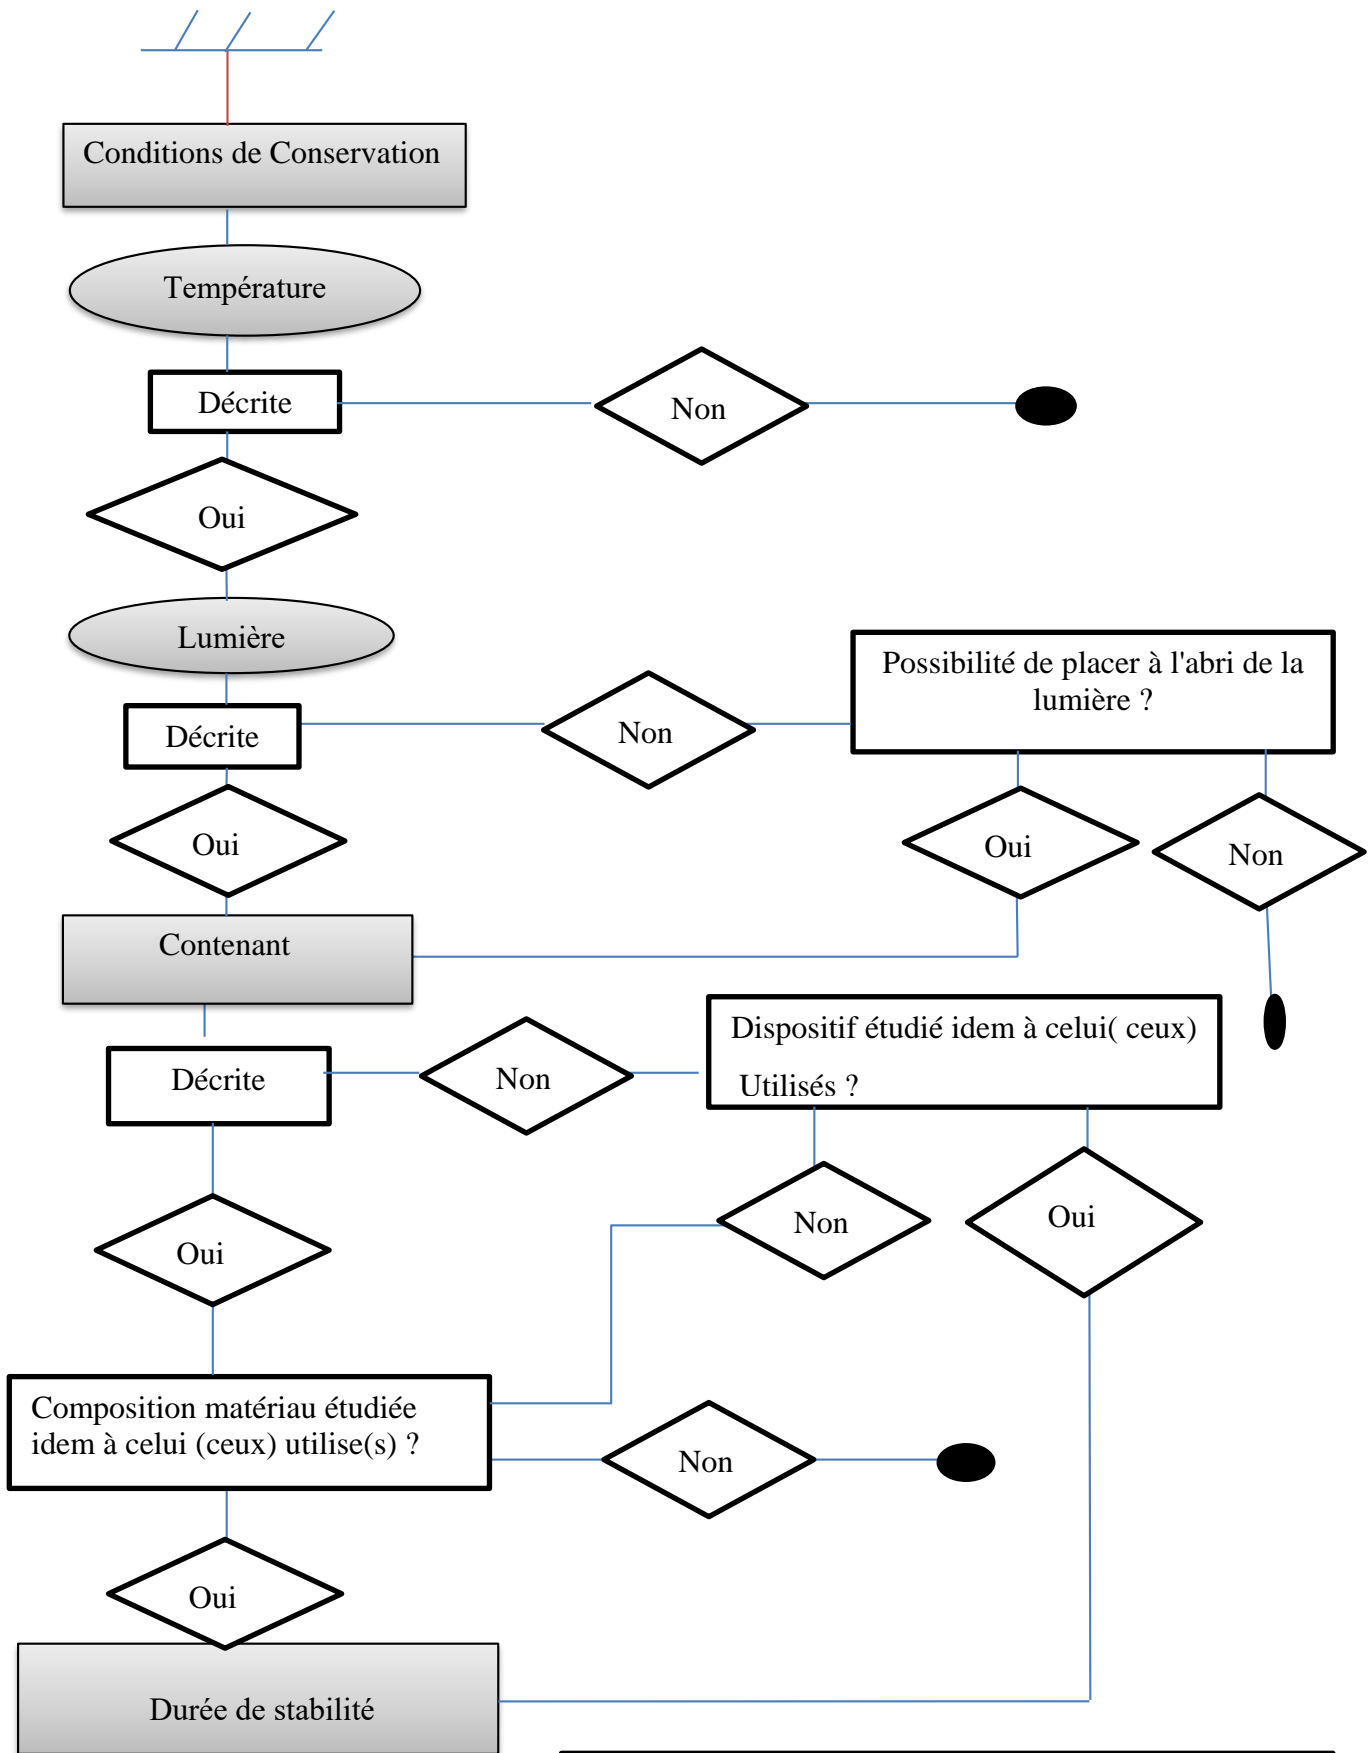 Conditions de Conservation
Température
Décrite
Non
Oui
Lumière
Possibilité de placer à l'abri de la
lumière ?
Décrite
Non
Oui
Oui
Non
Contenant
Dispositif étudié idem à celui( ceux)
Utilisés ?
Décrite
Non
Non
Oui
Oui
Composition matériau étudiée
idem à celui (ceux) utilise(s) ?
Non
Oui
Durée de stabilité